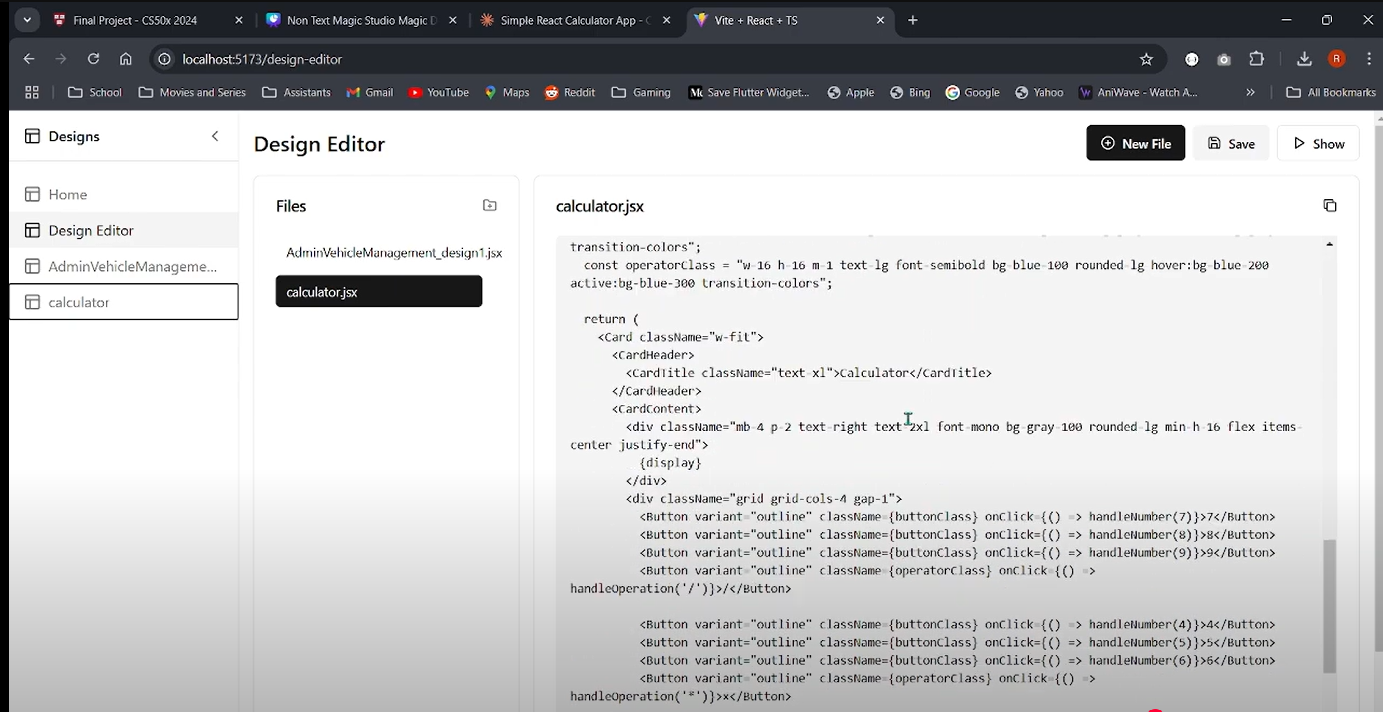 Final Project - CS50x 2024
Non Text Magic Studio Magic D
Simple React Calculator App - C
Vite + React + TS
localhost:5173/design-editor
R
School
Movies and Series
Assistants
Gmail
YouTube
Maps
Reddit
Gaming
Save Flutter Widget...
Apple
Bing
Google
Yahoo
AniWave - Watch A...
»
All Bookmarks
Designs
Design Editor
New File
Save
Show
Home
Design Editor
AdminVehicleManageme...
calculator
Files
AdminVehicleManagement_design1.jsx
calculator.jsx
calculator.jsx
transition-colors";
const operatorClass = "w-16 h-16 m-1 text-lg font-semibold bg-blue-100 rounded-lg hover:bg-blue-200
active:bg-blue-300 transition-colors";
return (
<Card className="w-fit">
<CardHeader>
<CardTitle className="text-xl">Calculator</CardTitle>
</CardHeader>
<CardContent>
<div className="mb-4 p-2 text-right text-2xl font-mono bg-gray-100 rounded-lg min-h-16 flex items-
center justify-end">
{display}
</div>
<div className="grid grid-cols-4 gap-1">
<Button variant="outline" className={buttonClass} onClick={() => handleNumber(7)}>7</Button>
<Button variant="outline" className={buttonClass} onClick={() => handleNumber(8)}>8</Button>
<Button variant="outline" className={buttonClass} onClick={() => handleNumber(9)}>9</Button>
<Button variant="outline" className={operatorClass} onClick={() =>
handleOperation('/')}>/</Button>
<Button variant="outline" className={buttonClass} onClick={() => handleNumber(4)}>4</Button>
<Button variant="outline" className={buttonClass} onClick={() => handleNumber(5)}>5</Button>
<Button variant="outline" className={buttonClass} onClick={() => handleNumber(6)}>6</Button>
<Button variant="outline" className={operatorClass} onClick={() =>
handleOperation('*')}>×</Button>